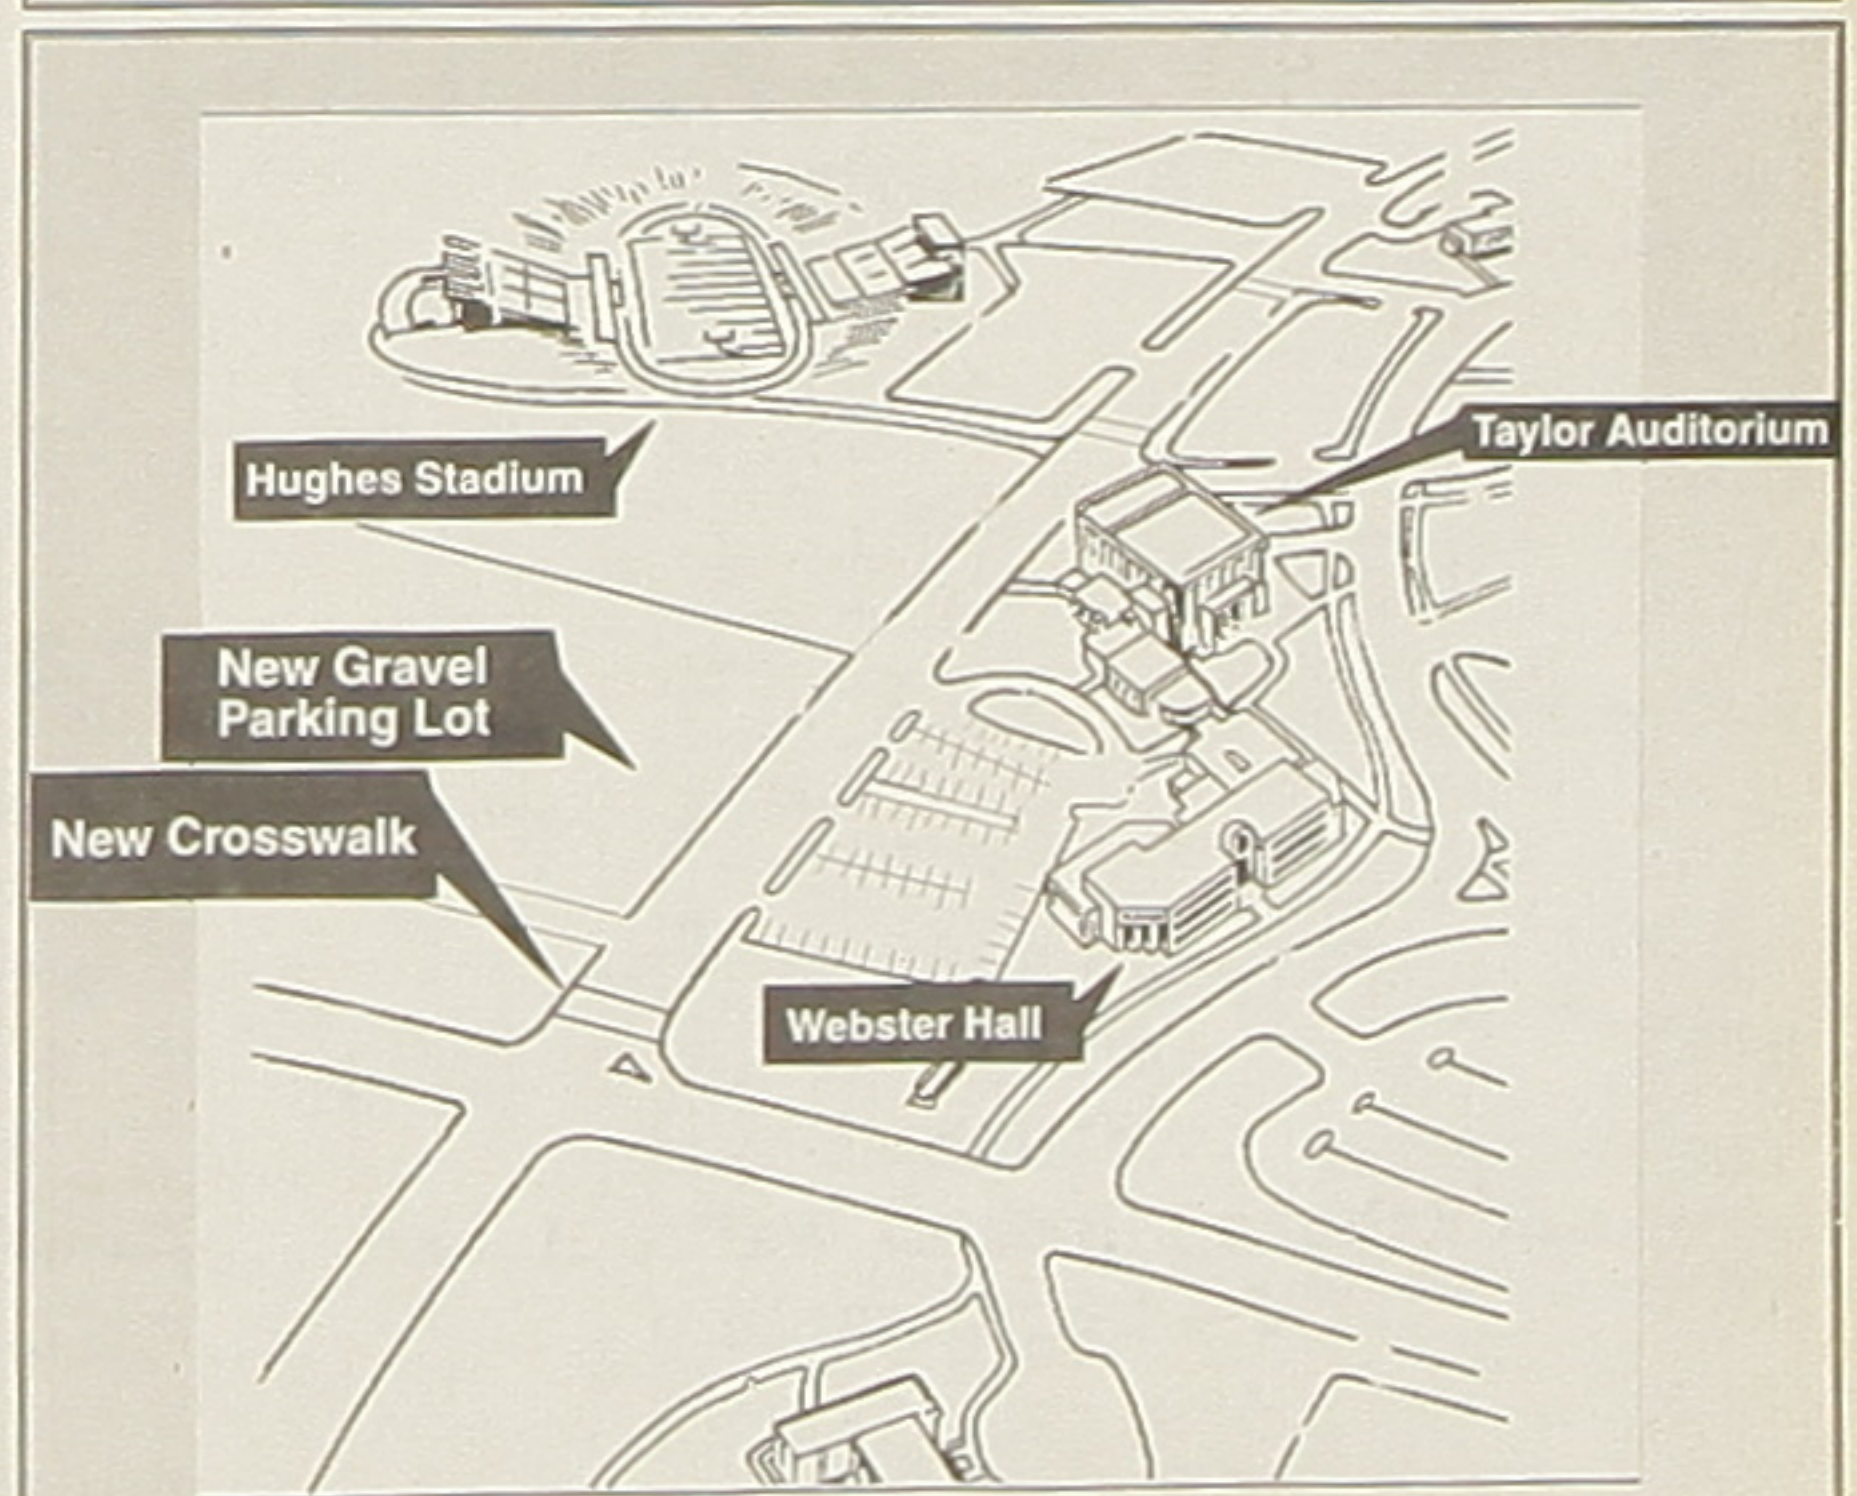 Taylor Auditorium
Hughes Stadium
New Gravel
Parking Lot
New Crosswalk
Webster Hall